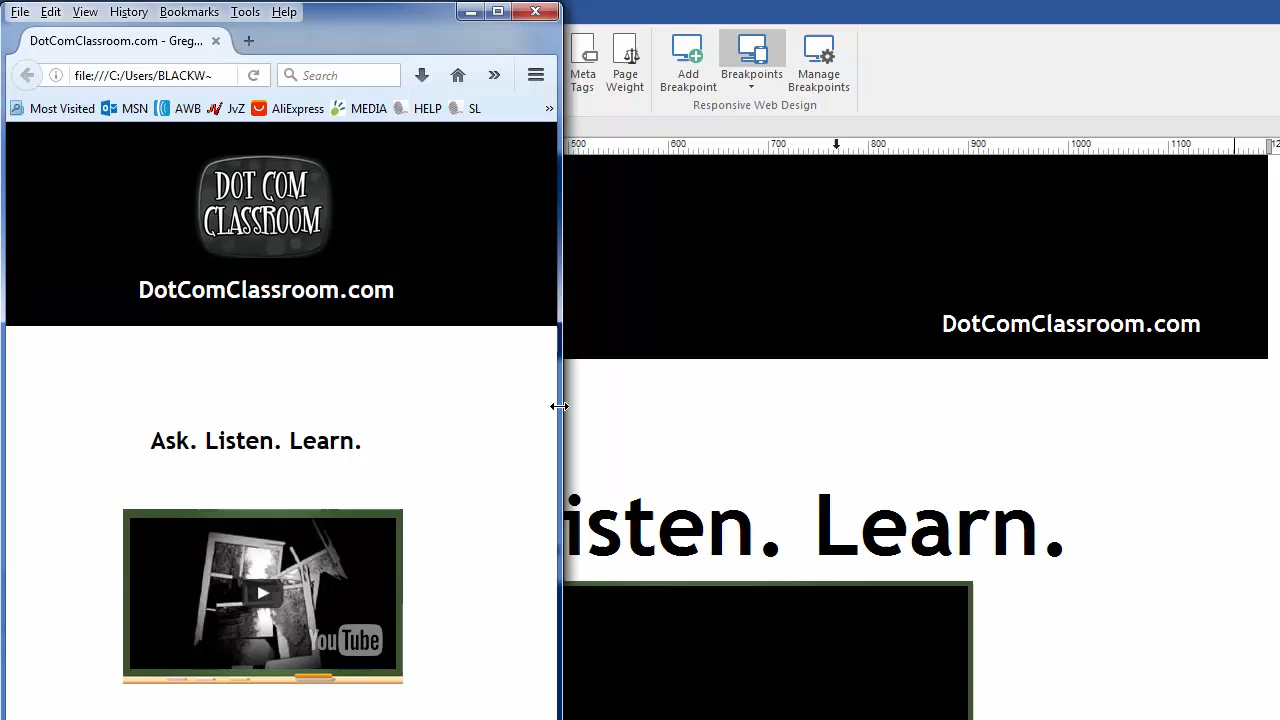 File Edit View History Bookmarks Tools Help
DotComClassroom.com - Greg...
file:///C:/Users/BLACKW~
Search
Most Visited MSN AWB JvZ AliExpress MEDIA HELP SL »
DOT COM
CLASSROOM
DotComClassroom.com
Ask. Listen. Learn.
YouTube
Meta
Tags
Page
Weight
Add
Breakpoint
Breakpoints
Manage
Breakpoints
Responsive Web Design
500 600 700 800 900 1000 1100 12
DotComClassroom.com
isten. Learn.